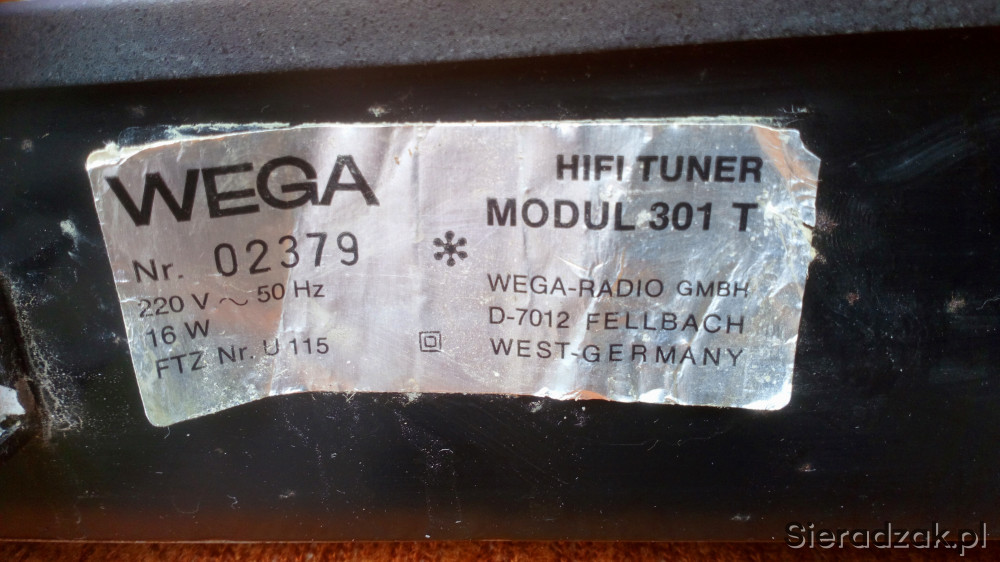 WEGA
Nr. 02379
220 V ~ 50 Hz
16 W
FTZ Nr. U 115
HIFI TUNER
MODUL 301 T
WEGA-RADIO GMBH
D-7012 FELLBACH
WEST-GERMANY
Sieradzak.pl